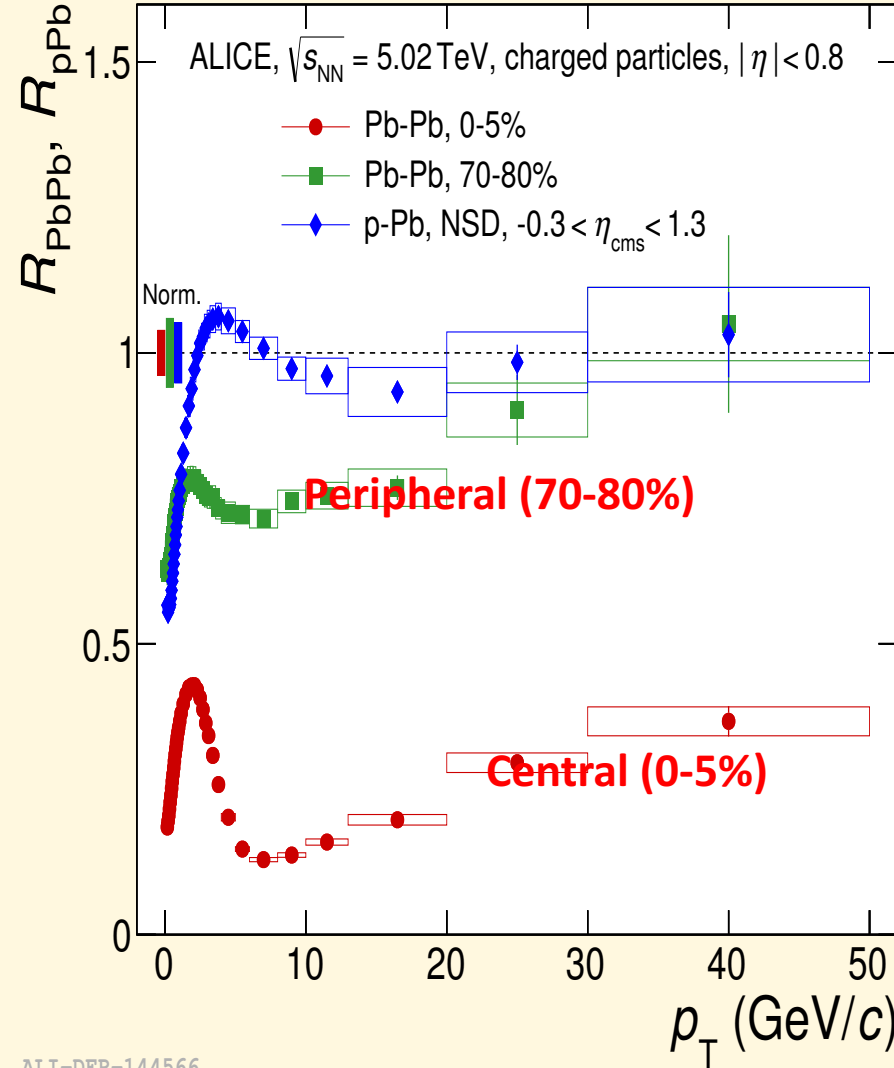 R_PbPb, R_pPb
1.5
ALICE, √s_NN = 5.02 TeV, charged particles, |η|<0.8
Pb-Pb, 0-5%
Pb-Pb, 70-80%
p-Pb, NSD, -0.3<η_cms<1.3
Norm.
1
Peripheral (70-80%)
0.5
Central (0-5%)
0
0 10 20 30 40 50
p_T (GeV/c)